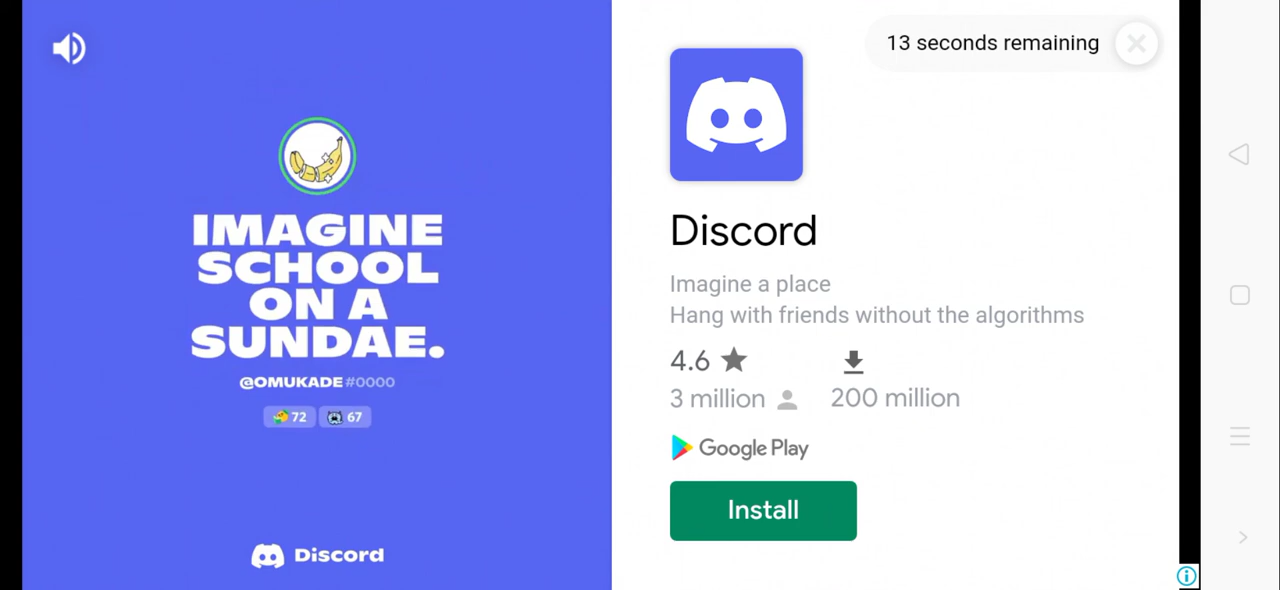 IMAGINE
SCHOOL
ON A
SUNDAE.
@OMUKADE#0000
72 67
Discord
13 seconds remaining
Discord
Imagine a place
Hang with friends without the algorithms
4.6
3 million 200 million
Google Play
Install